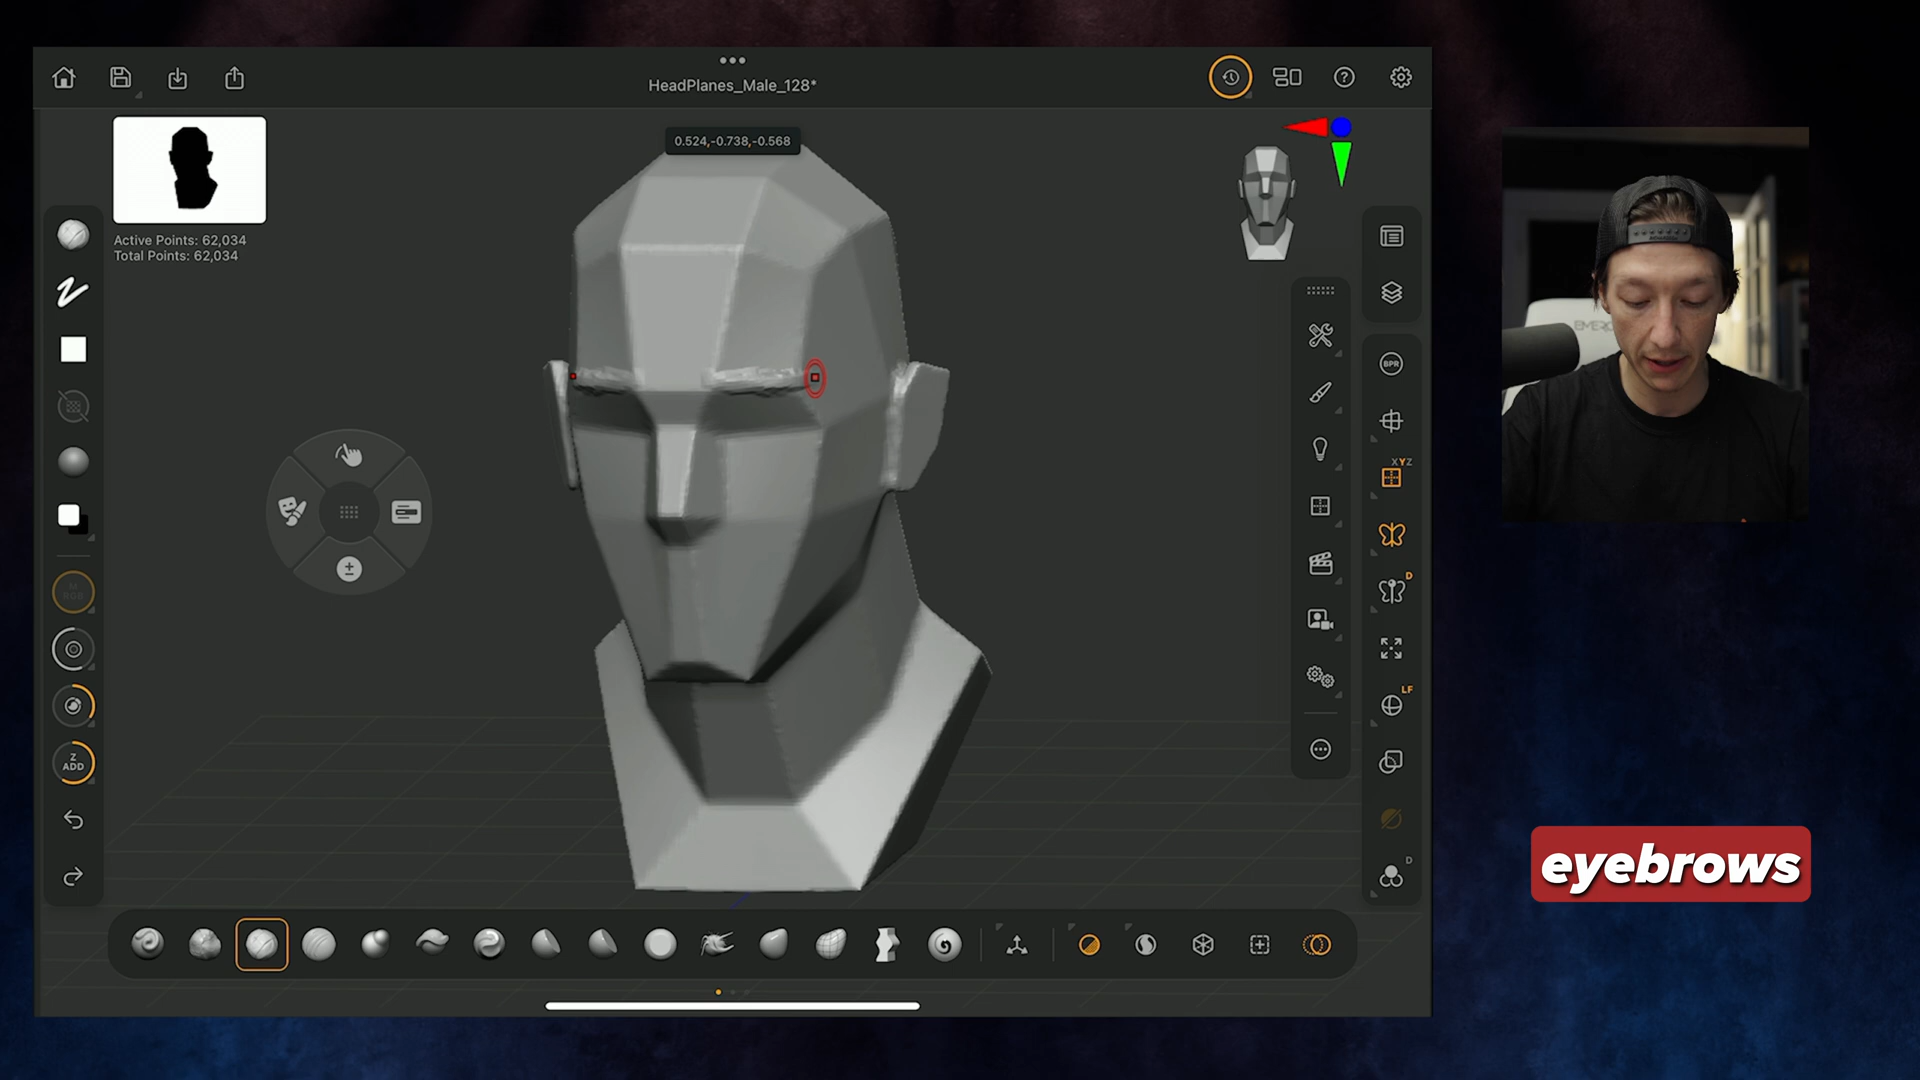 HeadPlanes_Male_128*
0.524,-0.738,-0.568
Active Points: 62,034
Total Points: 62,034
BPR
XYZ
D
LF
Z
ADD
D
eyebrows